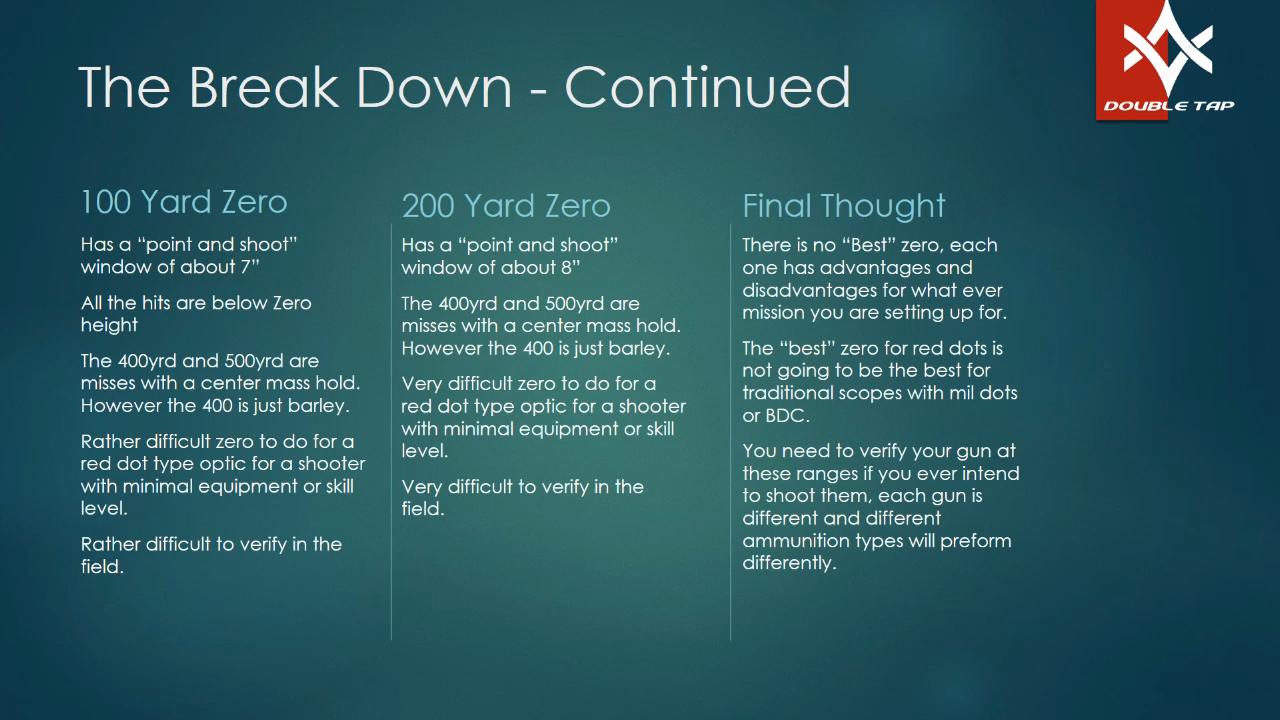 The Break Down - Continued
DOUBLE TAP
100 Yard Zero
Has a “point and shoot”
window of about 7”
All the hits are below Zero
height
The 400yrd and 500yrd are
misses with a center mass hold.
However the 400 is just barley.
Rather difficult zero to do for a
red dot type optic for a shooter
with minimal equipment or skill
level.
Rather difficult to verify in the
field.
200 Yard Zero
Has a “point and shoot”
window of about 8”
The 400yrd and 500yrd are
misses with a center mass hold.
However the 400 is just barley.
Very difficult zero to do for a
red dot type optic for a shooter
with minimal equipment or skill
level.
Very difficult to verify in the
field.
Final Thought
There is no “Best” zero, each
one has advantages and
disadvantages for what ever
mission you are setting up for.
The “best” zero for red dots is
not going to be the best for
traditional scopes with mil dots
or BDC.
You need to verify your gun at
these ranges if you ever intend
to shoot them, each gun is
different and different
ammunition types will preform
differently.